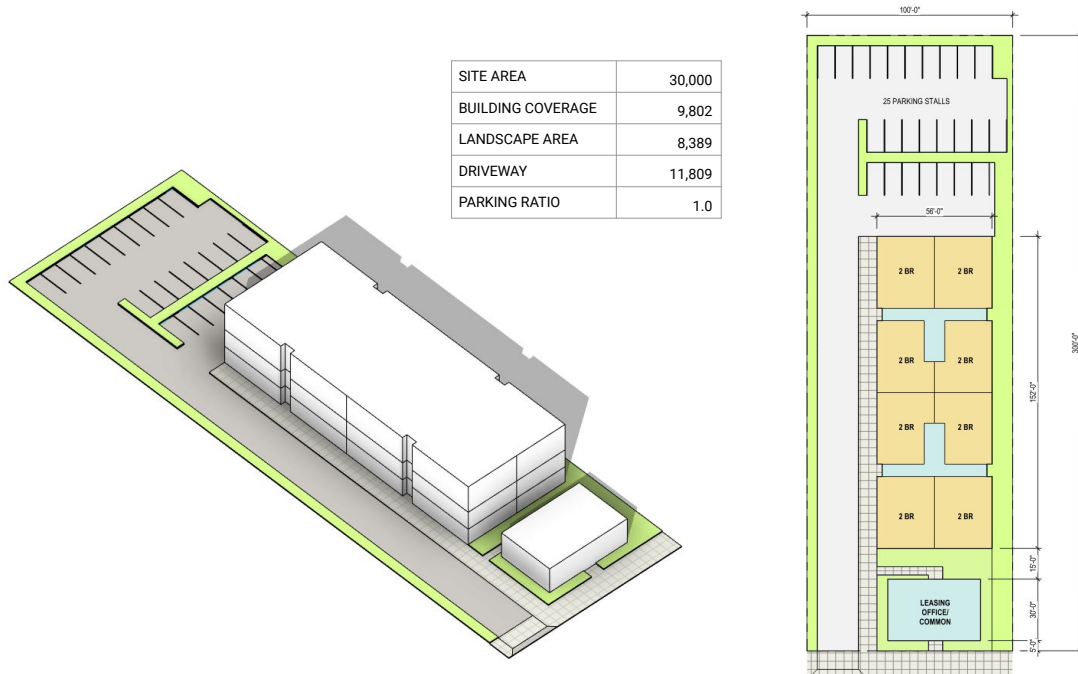 SITE AREA 30,000
BUILDING COVERAGE 9,802
LANDSCAPE AREA 8,389
DRIVEWAY 11,809
PARKING RATIO 1.0
100'-0"
25 PARKING STALLS
56'-0"
2 BR 2 BR
300'-0"
2 BR 2 BR
152'-0"
2 BR 2 BR
2 BR 2 BR
15'-0"
LEASING
OFFICE/
COMMON
30'-0"
5'-0"